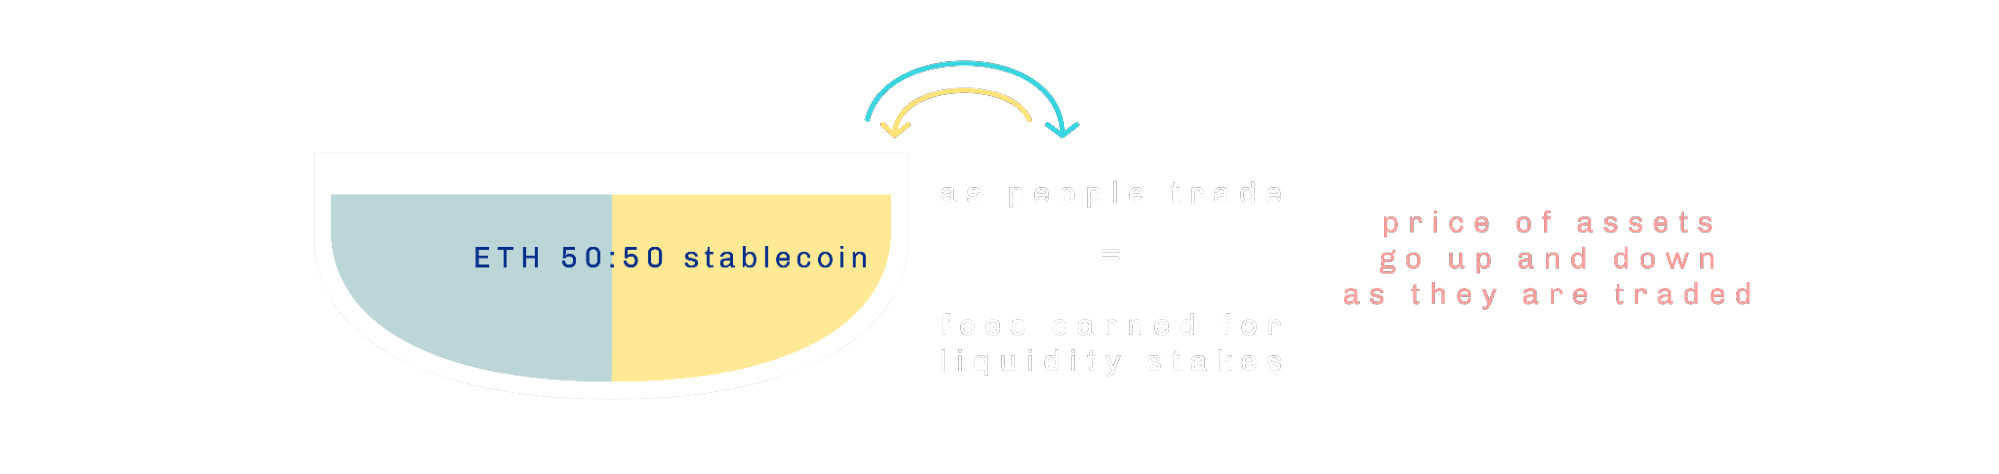 ETH 50:50 stablecoin
as people trade
=
fees earned for
liquidity stakes
price of assets
go up and down
as they are traded